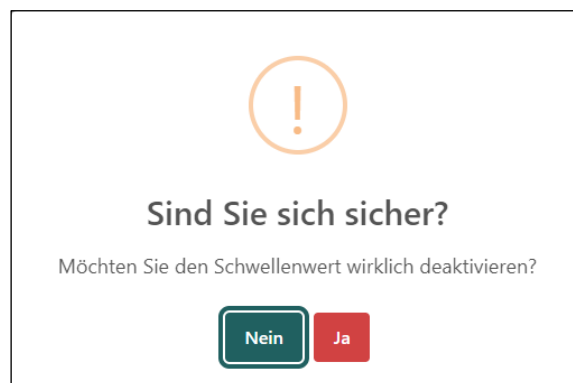 Sind Sie sich sicher?
Möchten Sie den Schwellenwert wirklich deaktivieren?
Nein Ja